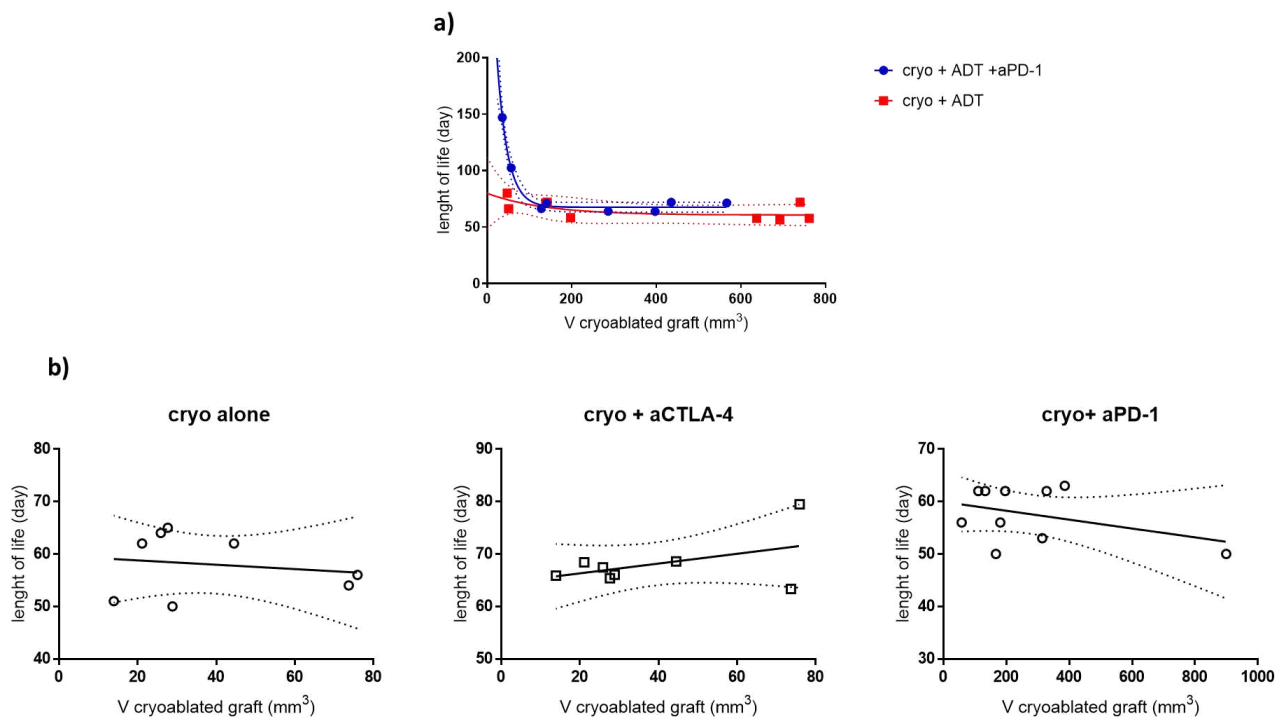 a)
200
150
100
50
0
lenght of life (day)
0 200 400 600 800
V cryoablated graft (mm³)
cryo + ADT +aPD-1
cryo + ADT
b)
cryo alone
80
70
60
50
40
lenght of life (day)
0 20 40 60 80
V cryoablated graft (mm³)
cryo + aCTLA-4
90
80
70
60
50
lenght of life (day)
0 20 40 60 80
V cryoablated graft (mm³)
cryo+ aPD-1
70
60
50
40
30
lenght of life (day)
0 200 400 600 800 1000
V cryoablated graft (mm³)